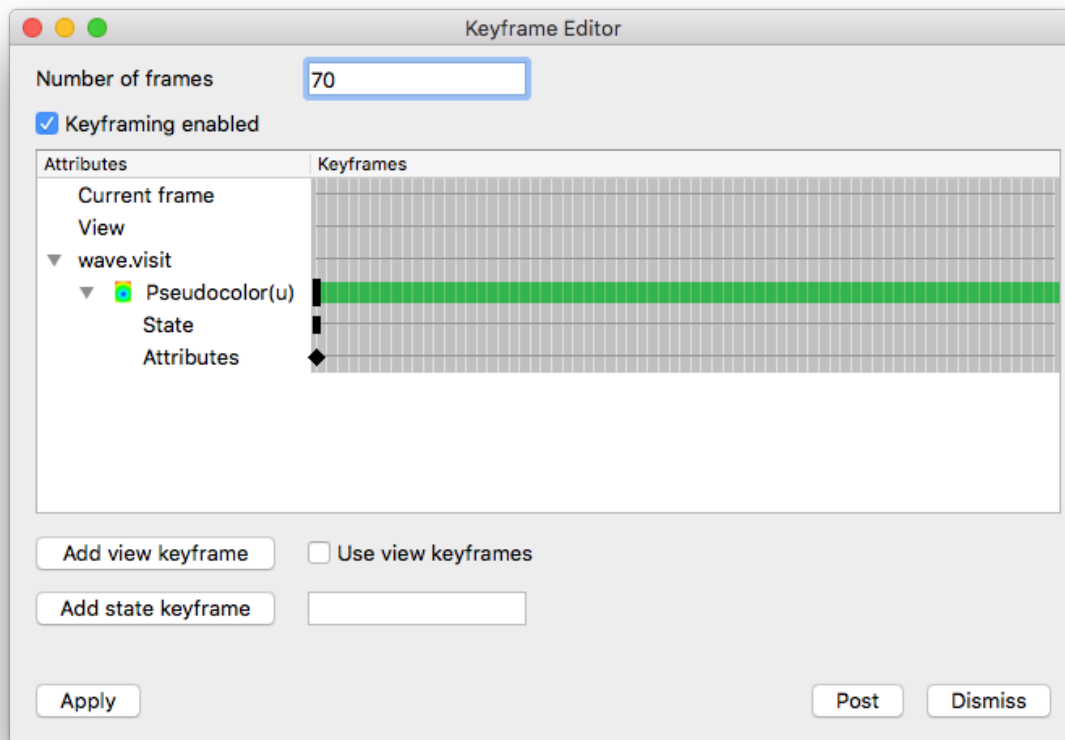 Keyframe Editor
Number of frames 70
Keyframing enabled
Attributes Keyframes
Current frame
View
wave.visit
Pseudocolor(u)
State
Attributes
Add view keyframe Use view keyframes
Add state keyframe
Apply Post Dismiss